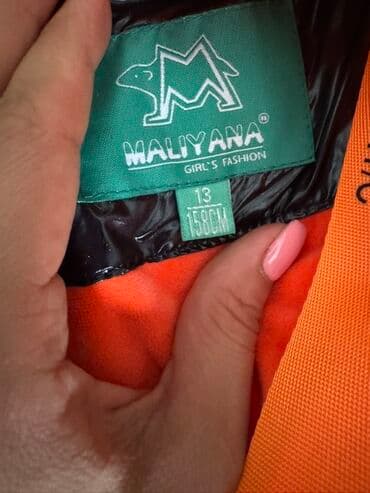 M
MALIYANA®
GIRL'S FASHION
13
158CM